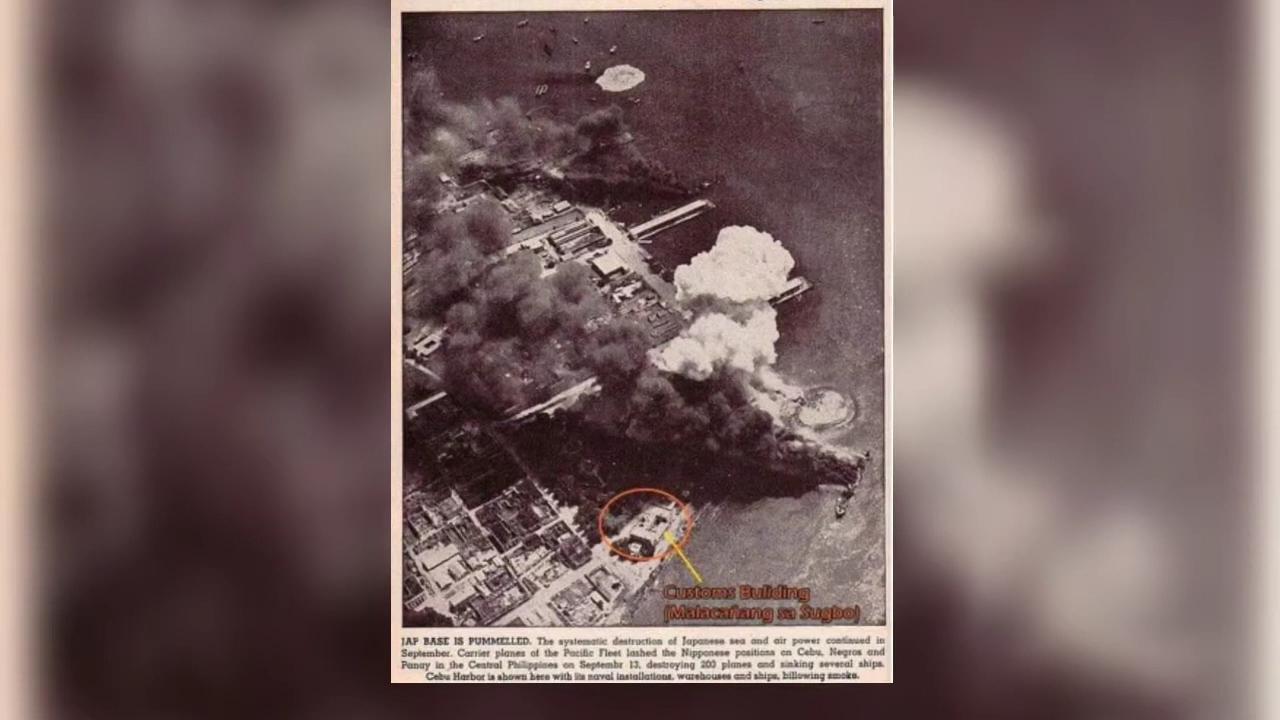 Customs Buliding
(Malacañang sa Sugbo)
JAP BASE IS PUMMELLED. The systematic destruction of Japanese sea and air power continued in
September. Carrier planes of the Pacific Fleet lashed the Nipponese positions on Cebu, Negros and
Panay in the Central Philippines on Septembr 13, destroying 200 planes and sinking several ships.
Cebu Harbor is shown here with its naval installations, warehouses and ships, billowing smoke.